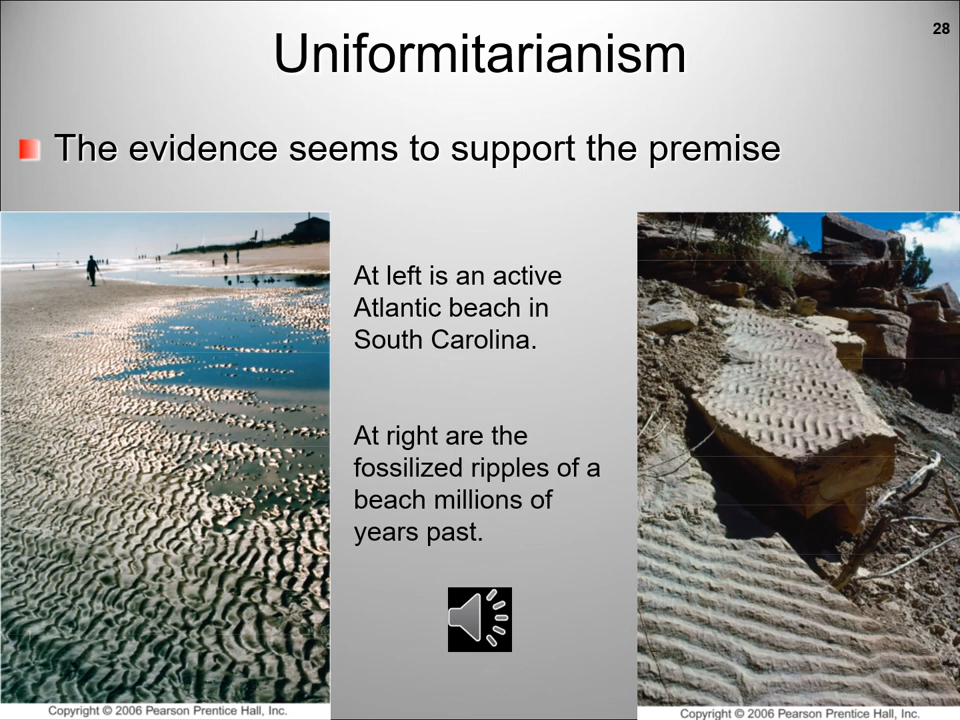 28
Uniformitarianism
The evidence seems to support the premise
At left is an active
Atlantic beach in
South Carolina.
At right are the
fossilized ripples of a
beach millions of
years past.
Copyright © 2006 Pearson Prentice Hall, Inc.
Copyright © 2006 Pearson Prentice Hall, Inc.